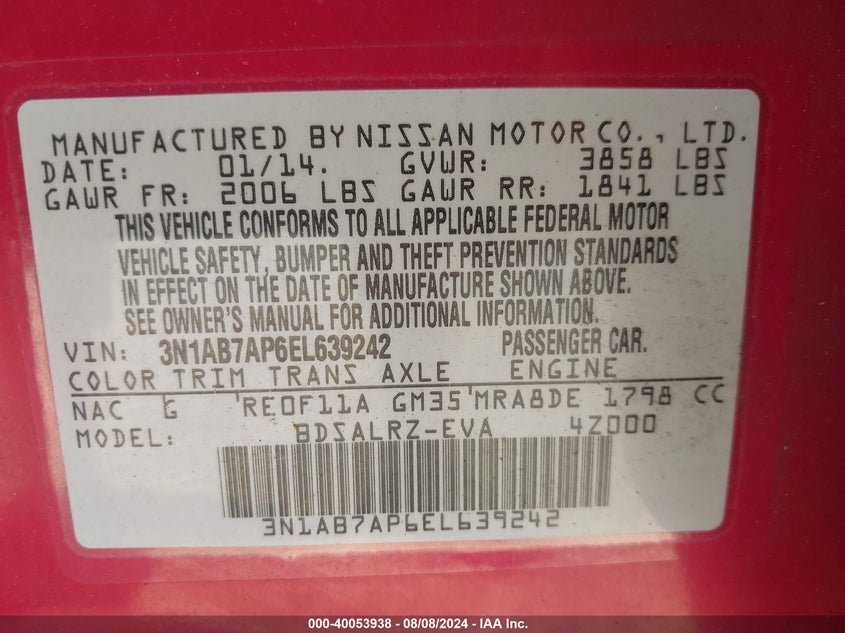 MANUFACTURED BY NISSAN MOTOR CO., LTD.
DATE: 01/14. GVWR: 3858 LBS
GAWR FR: 2006 LBS GAWR RR: 1841 LBS
THIS VEHICLE CONFORMS TO ALL APPLICABLE FEDERAL MOTOR
VEHICLE SAFETY, BUMPER AND THEFT PREVENTION STANDARDS
IN EFFECT ON THE DATE OF MANUFACTURE SHOWN ABOVE.
SEE OWNER'S MANUAL FOR ADDITIONAL INFORMATION.
VIN: 3N1AB7AP6EL639242 PASSENGER CAR.
COLOR TRIM TRANS AXLE ENGINE
NAC G RE0F11A GM35 MRA8DE 1798 CC
MODEL: BDSALRZ-EVA 4Z000
3N1AB7AP6EL639242
000-40053938 - 08/08/2024 - IAA Inc.